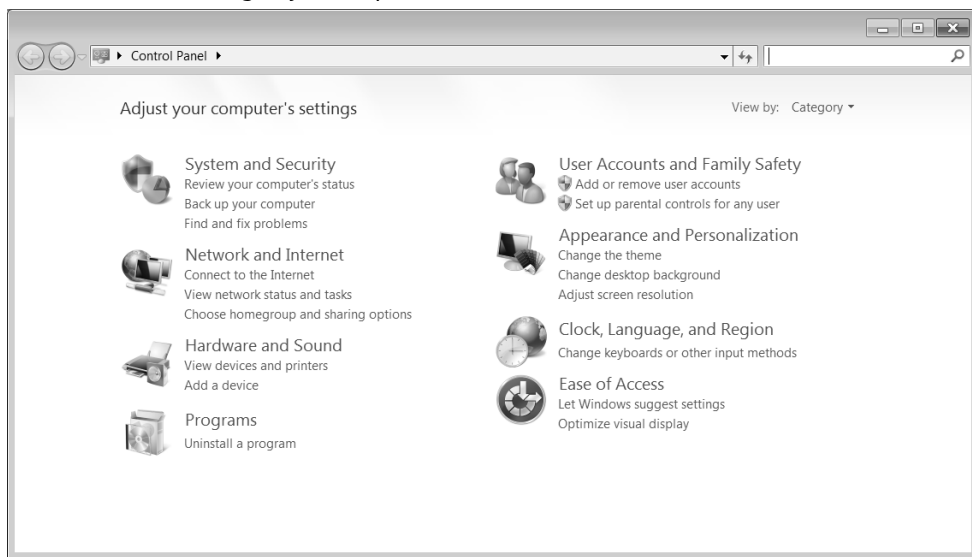 Control Panel
Adjust your computer's settings
View by: Category
System and Security
Review your computer's status
Back up your computer
Find and fix problems
Network and Internet
Connect to the Internet
View network status and tasks
Choose homegroup and sharing options
Hardware and Sound
View devices and printers
Add a device
Programs
Uninstall a program
User Accounts and Family Safety
Add or remove user accounts
Set up parental controls for any user
Appearance and Personalization
Change the theme
Change desktop background
Adjust screen resolution
Clock, Language, and Region
Change keyboards or other input methods
Ease of Access
Let Windows suggest settings
Optimize visual display